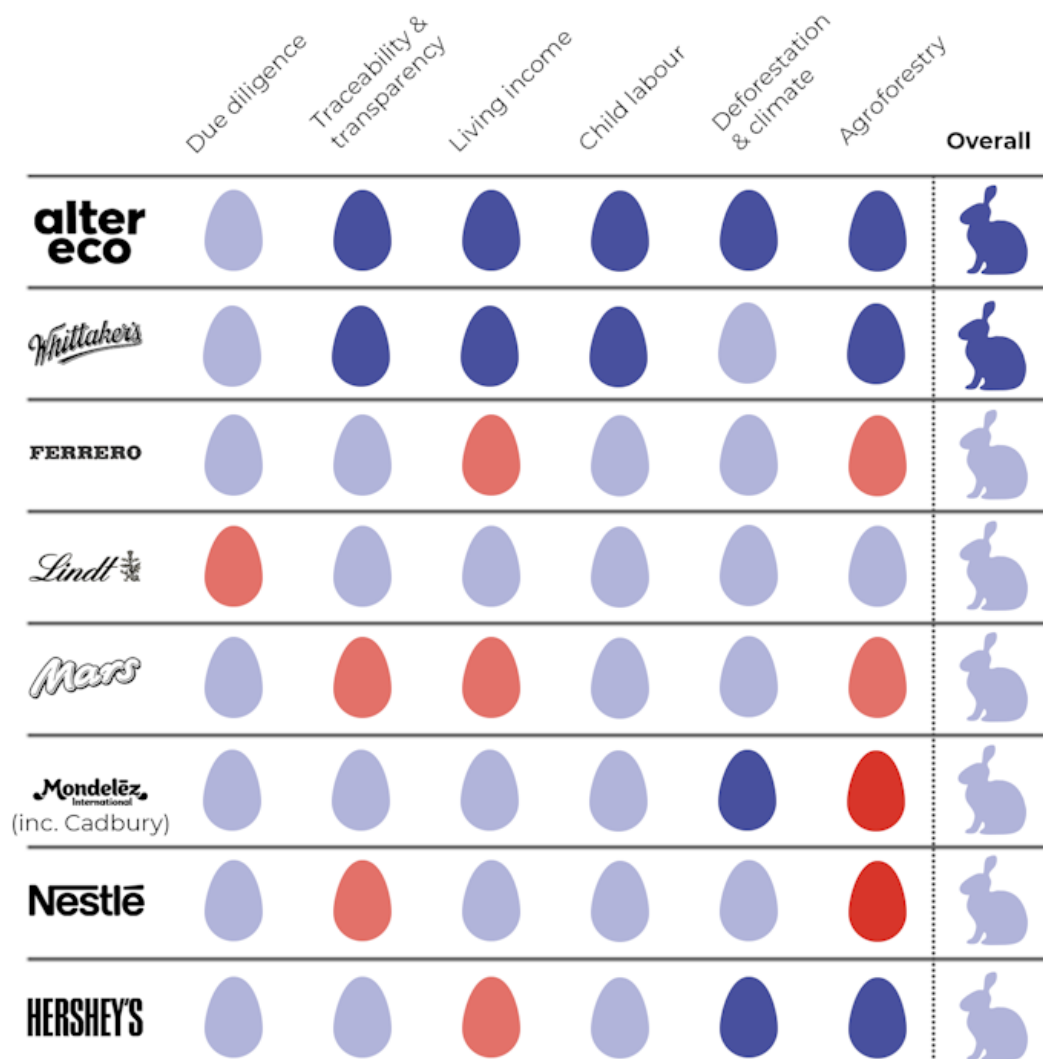 Due diligence
Traceability &
transparency
Living income
Child labour
Deforestation
& climate
Agroforestry
Overall
alter
eco
Whittaker's
FERRERO
Lindt
Mars
Mondelēz
International
(inc. Cadbury)
Nestlé
HERSHEY'S